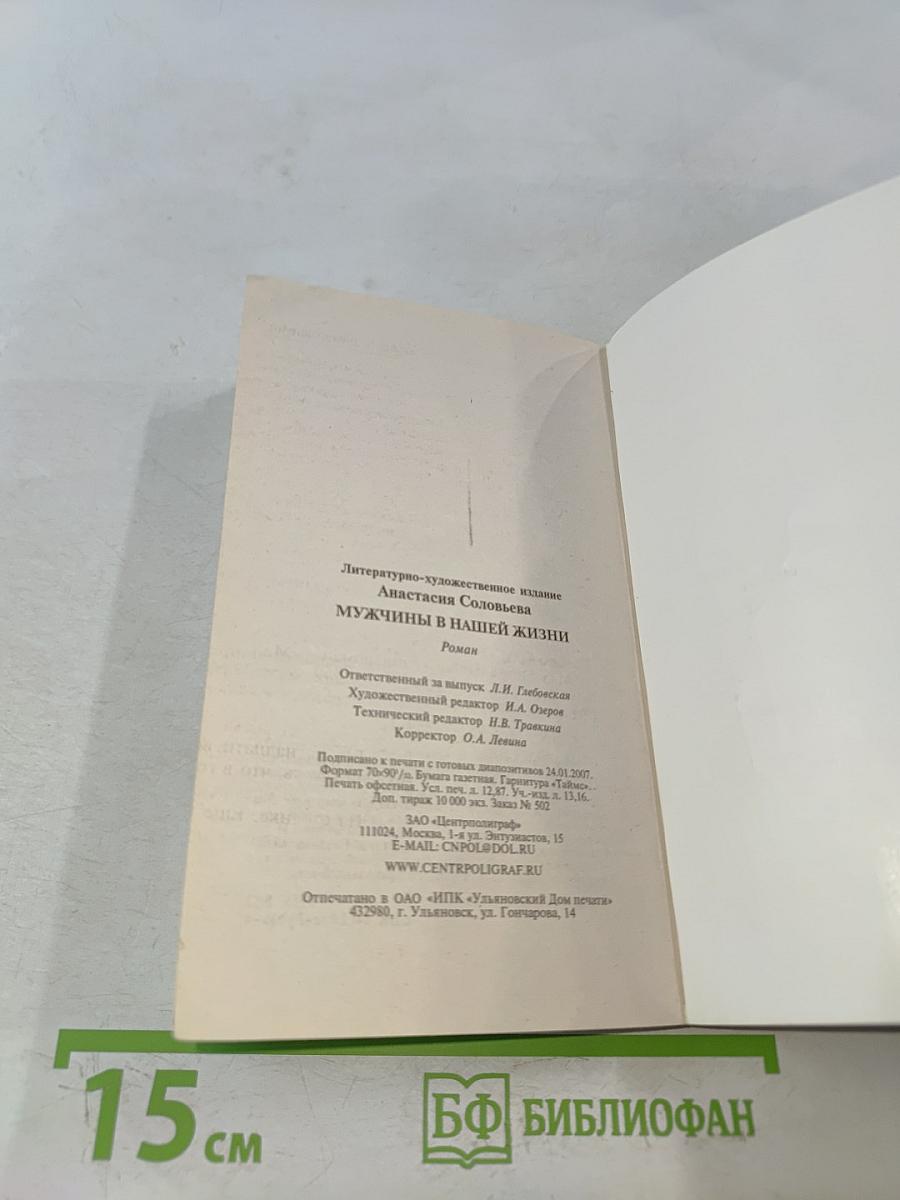 Литературно-художественное издание
Анастасия Соловьева
МУЖЧИНЫ В НАШЕЙ ЖИЗНИ
Роман
Ответственный за выпуск Л.И. Глебовская
Художественный редактор И.А. Озеров
Технический редактор Н.В. Травкина
Корректор О.А. Левина
Подписано к печати с готовых диапозитивов 24.01.2007.
Формат 70х90¹/₃₂. Бумага газетная. Гарнитура «Таймс».
Печать офсетная. Усл. печ. л. 12,87. Уч.-изд. л. 13,16.
Доп. тираж 10 000 экз. Заказ № 502
ЗАО «Центрполиграф»
111024, Москва, 1-я ул. Энтузиастов, 15
E-MAIL: CNPOL@DOL.RU
WWW.CENTRPOLIGRAF.RU
Отпечатано в ОАО «ИПК «Ульяновский Дом печати»
432980, г. Ульяновск, ул. Гончарова, 14
15 см
БФ БИБЛИОФАН